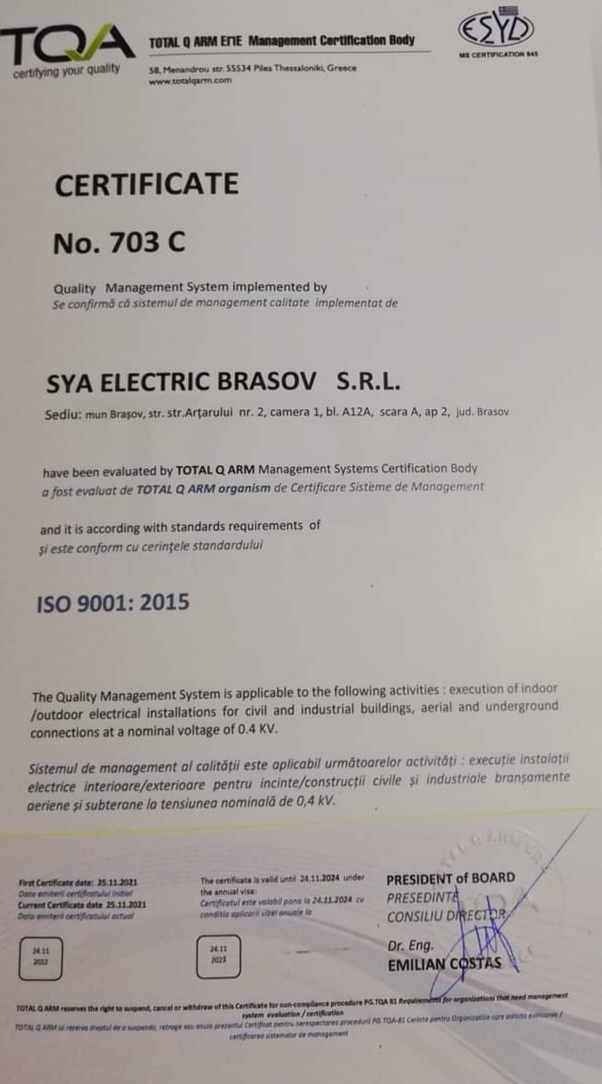 TQA
certifying your quality
TOTAL Q ARM ΕΠΕ Management Certification Body
58, Menandrou str. 55534 Pilea Thessaloniki, Greece
www.totalqarm.com
ESYD
MS CERTIFICATION 845
CERTIFICATE
No. 703 C
Quality Management System implemented by
Se confirmă că sistemul de management calitate implementat de
SYA ELECTRIC BRASOV S.R.L.
Sediu: mun Brașov, str. str.Arțarului nr. 2, camera 1, bl. A12A, scara A, ap 2, jud. Brasov
have been evaluated by TOTAL Q ARM Management Systems Certification Body
a fost evaluat de TOTAL Q ARM organism de Certificare Sisteme de Management
and it is according with standards requirements of
și este conform cu cerințele standardului
ISO 9001: 2015
The Quality Management System is applicable to the following activities : execution of indoor
/outdoor electrical installations for civil and industrial buildings, aerial and underground
connections at a nominal voltage of 0.4 KV.
Sistemul de management al calității este aplicabil următoarelor activități : execuție instalații
electrice interioare/exterioare pentru incinte/construcții civile și industriale branșamente
aeriene și subterane la tensiunea nominală de 0,4 kV.
First Certificate date: 25.11.2021
Data emiterii certificatului initial
Current Certificate date 25.11.2021
Data emiterii certificatului actual
24.11
2022
The certificate is valid until 24.11.2024 under
the annual visa:
Certificatul este valabil pana la 24.11.2024 cu
conditia aplicarii vizei anuale la
24.11
2023
PRESIDENT of BOARD
PRESEDINTE
CONSILIU DIRECTOR
Dr. Eng.
EMILIAN COSTAS
TOTAL Q ARM reserves the right to suspend, cancel or withdrew of this Certificate for non-compliance procedure PG.TQA 81 Requirements for organizations that need management
system evaluation / certification
TOTAL Q ARM isi rezerva dreptul de a suspenda, retrage sau anula prezentul Certificat pentru nerespectarea procedurii PG TQA-81 Cerinte pentru Organizatiile care solicita evaluarea /
certificarea sistemelor de management